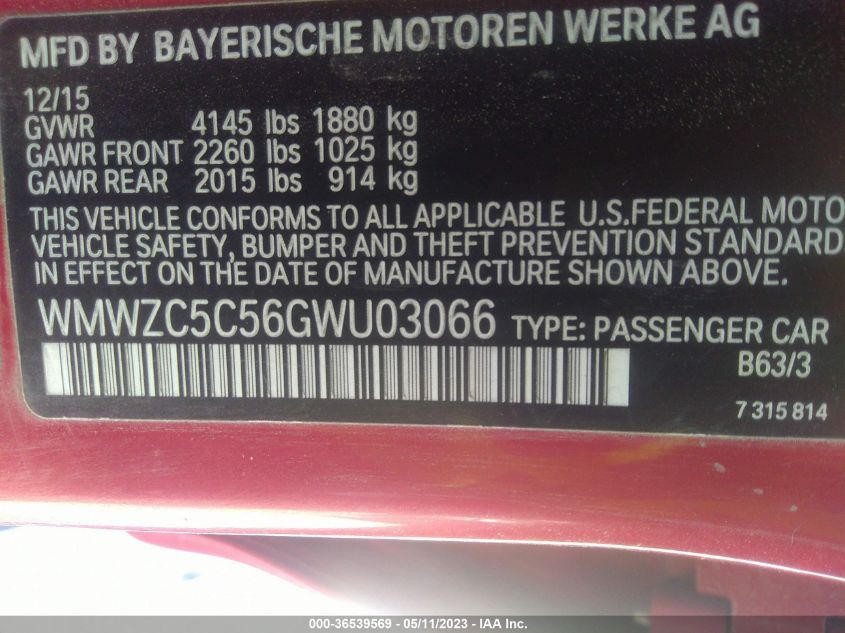 MFD BY BAYERISCHE MOTOREN WERKE AG
12/15
GVWR 4145 lbs 1880 kg
GAWR FRONT 2260 lbs 1025 kg
GAWR REAR 2015 lbs 914 kg
THIS VEHICLE CONFORMS TO ALL APPLICABLE U.S.FEDERAL MOTO
VEHICLE SAFETY, BUMPER AND THEFT PREVENTION STANDARD
IN EFFECT ON THE DATE OF MANUFACTURE SHOWN ABOVE.
WMWZC5C56GWU03066 TYPE: PASSENGER CAR
B63/3
7 315 814
000-36539569 - 05/11/2023 - IAA Inc.